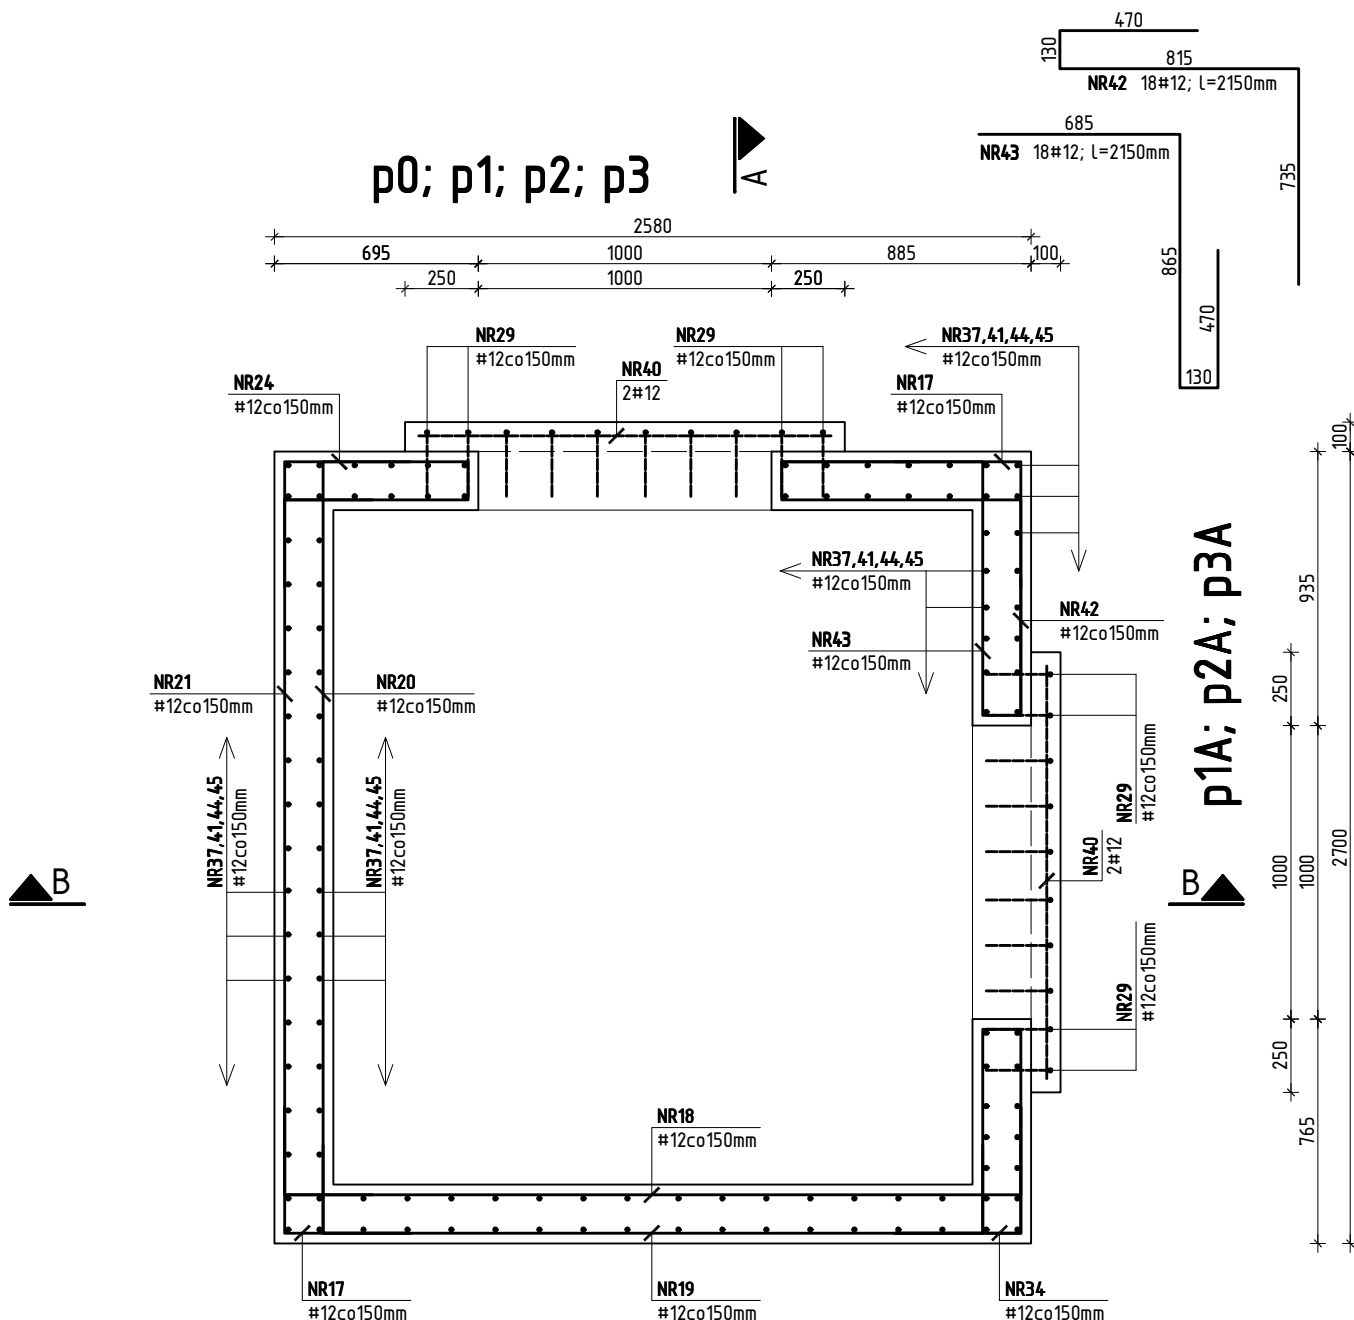 470
130
815
NR42 18#12; l=2150mm
735
685
NR43 18#12; l=2150mm
865
470
130
p0; p1; p2; p3
A
2580
695 1000 885 100
250 1000 250
NR29
#12co150mm
NR29
#12co150mm
NR37,41,44,45
#12co150mm
NR40
2#12
NR24
#12co150mm
NR17
#12co150mm
100
NR37,41,44,45
#12co150mm
NR42
#12co150mm
NR43
#12co150mm
p1A; p2A; p3A
935
250
NR21
#12co150mm
NR20
#12co150mm
NR37,41,44,45
#12co150mm
NR37,41,44,45
#12co150mm
NR29
#12co150mm
NR40
2#12
1000
1000
2700
B
B
NR29
#12co150mm
250
765
NR18
#12co150mm
NR17
#12co150mm
NR19
#12co150mm
NR34
#12co150mm